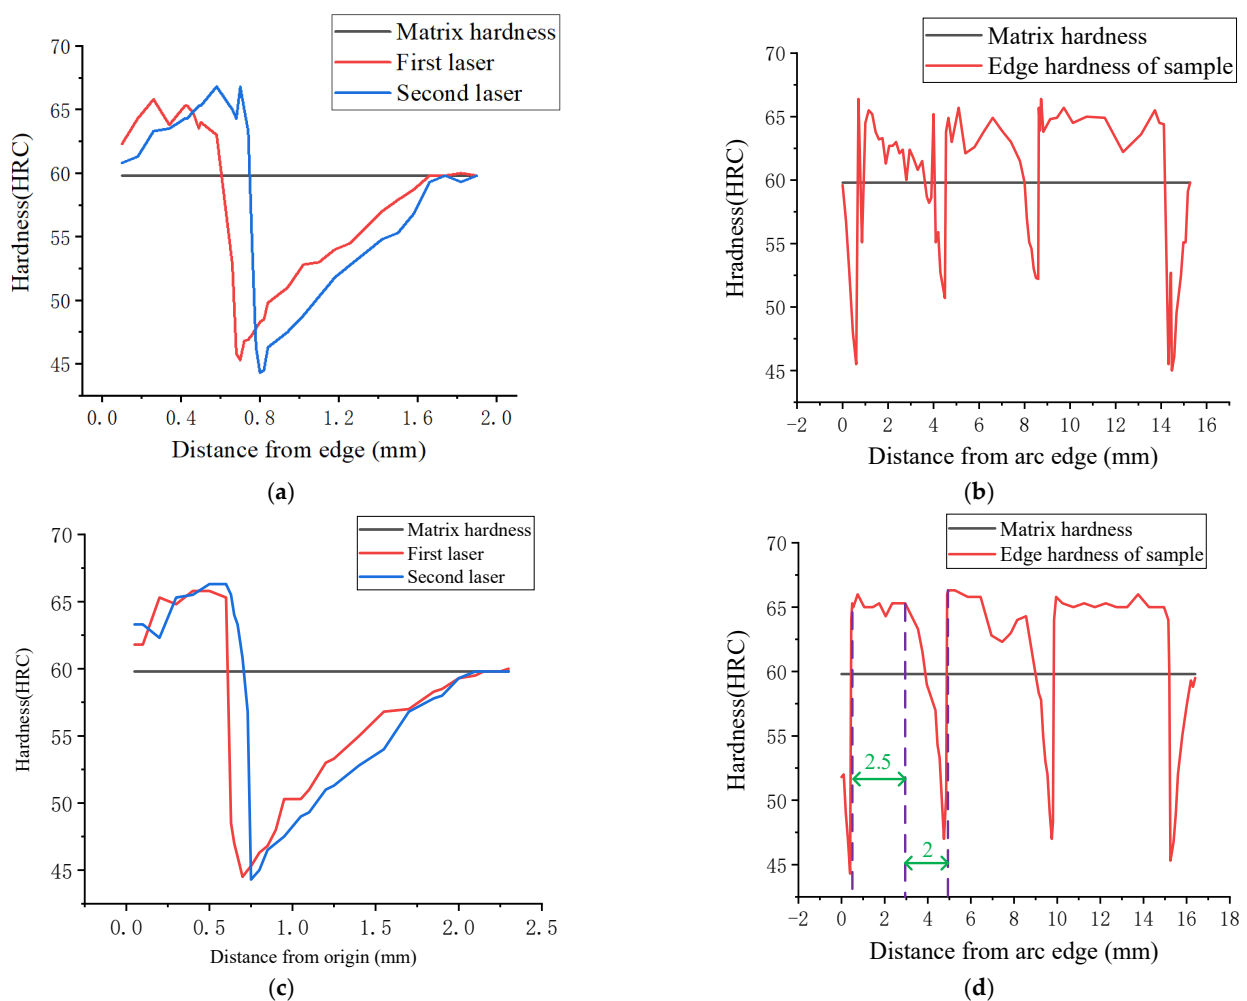 Matrix hardness
First laser
Second laser
70
65
60
55
50
45
Hardness(HRC)
0.0 0.4 0.8 1.2 1.6 2.0
Distance from edge (mm)
(a)
Matrix hardness
Edge hardness of sample
70
65
60
55
50
45
Hradness(HRC)
-2 0 2 4 6 8 10 12 14 16
Distance from arc edge (mm)
(b)
Matrix hardness
First laser
Second laser
70
65
60
55
50
45
Hardness(HRC)
0.0 0.5 1.0 1.5 2.0 2.5
Distance from origin (mm)
(c)
Matrix hardness
Edge hardness of sample
70
65
60
55
50
45
Hardness(HRC)
2.5
2
-2 0 2 4 6 8 10 12 14 16 18
Distance from arc edge (mm)
(d)